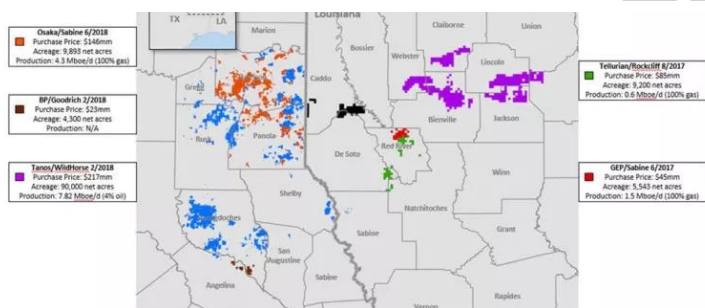 TX
LA
Louisiana
Marion
Claiborne
Union
Bossier
Webster
Lincoln
Caddo
Gregg
Bienville
Jackson
Rusk
Panola
De Soto
Red River
Winn
Shelby
Natchitoches
Sabine
Grant
San
Augustine
Sabine
Angelina
Rapides
Vernon
Osaka/Sabine 6/2018
Purchase Price: $146mm
Acreage: 9,893 net acres
Production: 4.3 Mboe/d (100% gas)
BP/Goodrich 2/2018
Purchase Price: $23mm
Acreage: 4,300 net acres
Production: N/A
Tanos/WildHorse 2/2018
Purchase Price: $217mm
Acreage: 90,000 net acres
Production: 7.82 Mboe/d (4% oil)
Tellurian/Rockcliff 8/2017
Purchase Price: $85mm
Acreage: 9,200 net acres
Production: 0.6 Mboe/d (100% gas)
GEP/Sabine 6/2017
Purchase Price: $45mm
Acreage: 5,543 net acres
Production: 1.5 Mboe/d (100% gas)